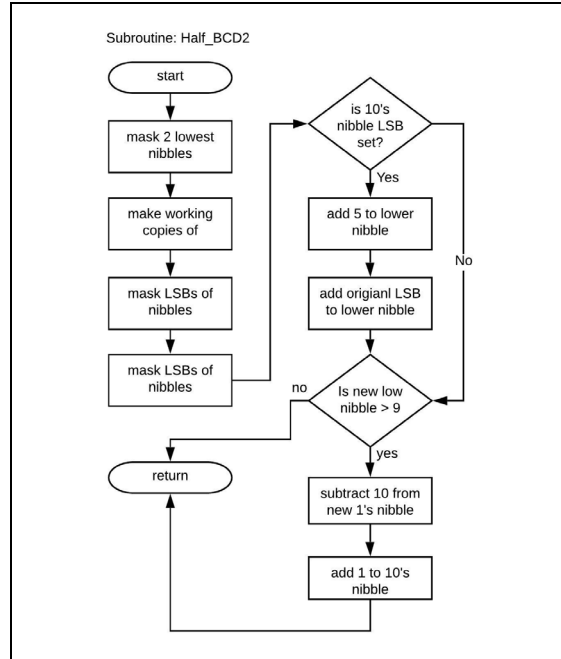 Subroutine: Half_BCD2
start
mask 2 lowest
nibbles
make working
copies of
mask LSBs of
nibbles
mask LSBs of
nibbles
is 10's
nibble LSB
set?
Yes
No
add 5 to lower
nibble
add origianl LSB
to lower nibble
Is new low
nibble > 9
no
yes
return
subtract 10 from
new 1's nibble
add 1 to 10's
nibble